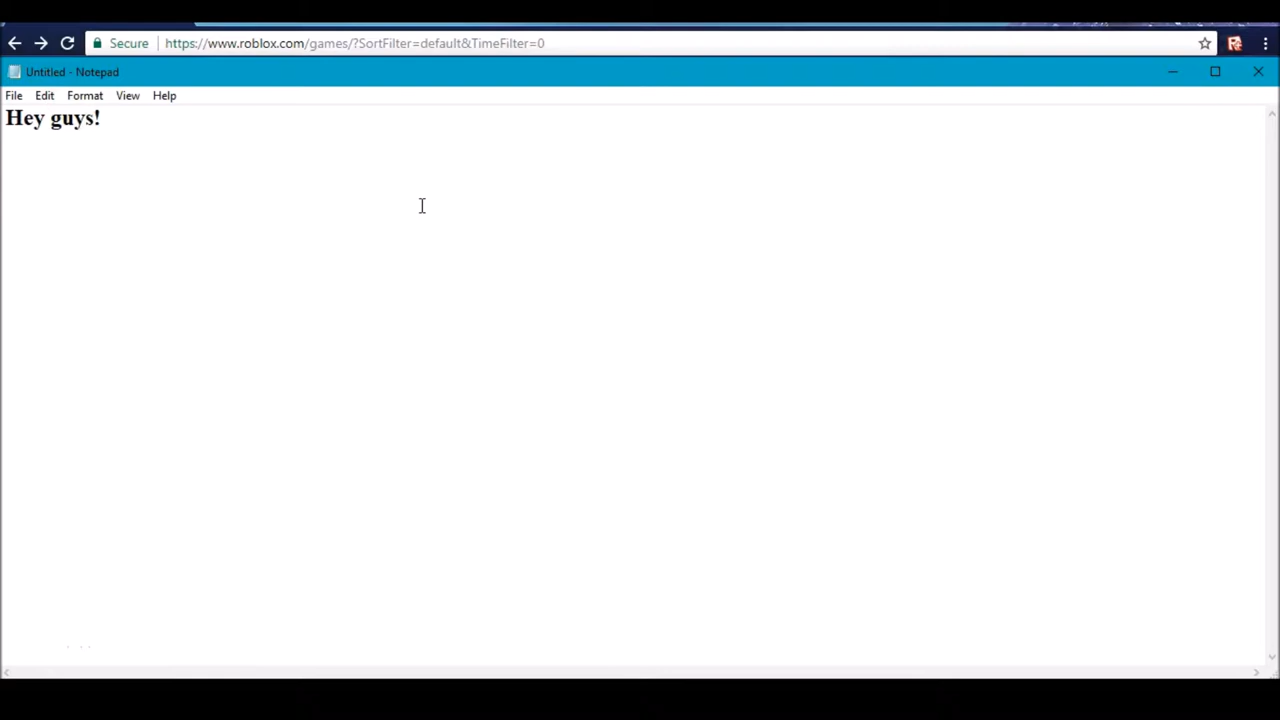 Secure https://www.roblox.com/games/?SortFilter=default&TimeFilter=0
Untitled - Notepad
File Edit Format View Help
Hey guys!